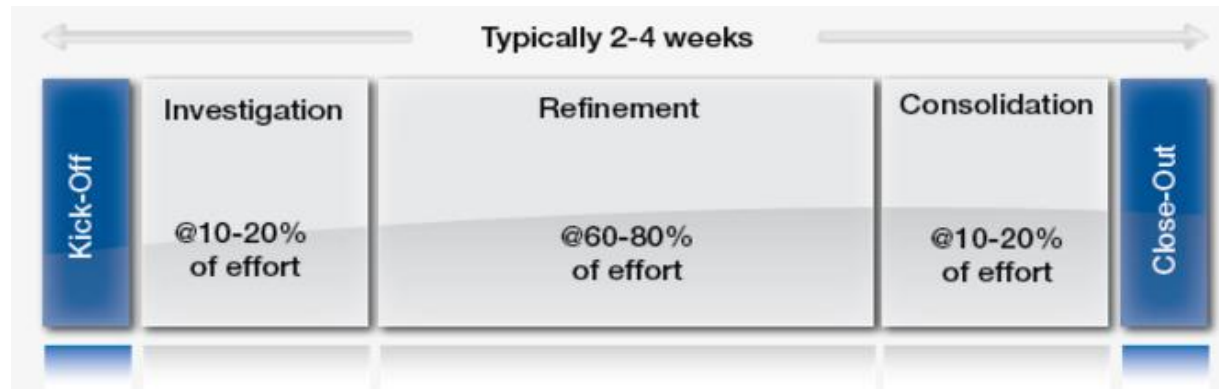 Typically 2-4 weeks
Kick-Off
Investigation
@10-20%
of effort
Refinement
@60-80%
of effort
Consolidation
@10-20%
of effort
Close-Out